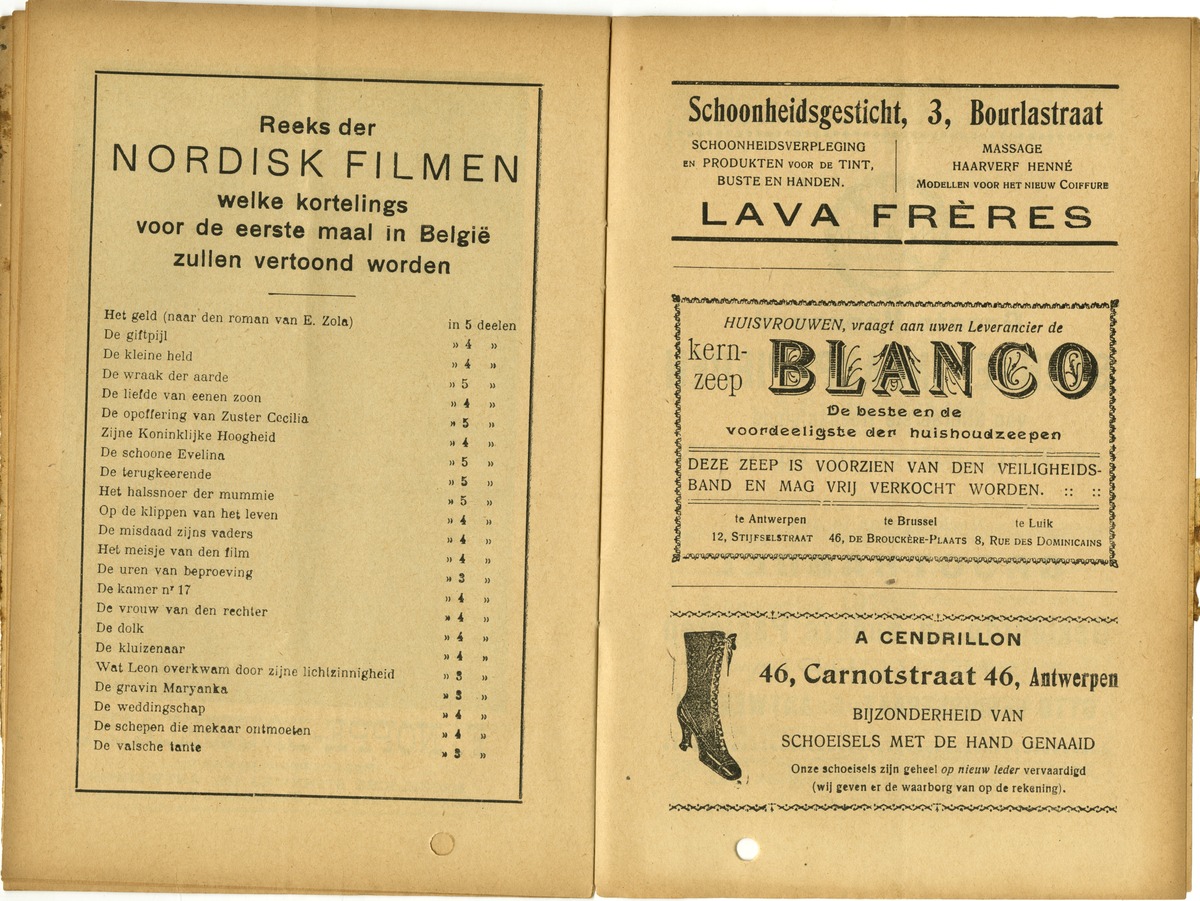 Reeks der
NORDISK FILMEN
welke kortelings
voor de eerste maal in België
zullen vertoond worden
Het geld (naar den roman van E. Zola) in 5 deelen
De giftpijl » 4 »
De kleine held » 4 »
De wraak der aarde » 5 »
De liefde van eenen zoon » 4 »
De opoffering van Zuster Cecilia » 5 »
Zijne Koninklijke Hoogheid » 4 »
De schoone Evelina » 5 »
De terugkeerende » 5 »
Het halssnoer der mummie » 5 »
Op de klippen van het leven » 4 »
De misdaad zijns vaders » 4 »
Het meisje van den film » 4 »
De uren van beproeving » 3 »
De kamer nr 17 » 4 »
De vrouw van den rechter » 4 »
De dolk » 4 »
De kluizenaar » 4 »
Wat Leon overkwam door zijne lichtzinnigheid » 3 »
De gravin Maryanka » 3 »
De weddingschap » 4 »
De schepen die mekaar ontmoeten » 4 »
De valsche tante » 3 »
Schoonheidsgesticht, 3, Bourlastraat
SCHOONHEIDSVERPLEGING
EN PRODUKTEN VOOR DE TINT,
BUSTE EN HANDEN.
MASSAGE
HAARVERF HENNÉ
MODELLEN VOOR HET NIEUW COIFFURE
LAVA FRÈRES
HUISVROUWEN, vraagt aan uwen Leverancier de
kern-
zeep BLANCO
De beste en de
voordeeligste der huishoudzeepen
DEZE ZEEP IS VOORZIEN VAN DEN VEILIGHEIDS-
BAND EN MAG VRIJ VERKOCHT WORDEN. :: ::
te Antwerpen te Brussel te Luik
12, STIJFSELSTRAAT 46, DE BROUCKÈRE-PLAATS 8, RUE DES DOMINICAINS
A CENDRILLON
46, Carnotstraat 46, Antwerpen
BIJZONDERHEID VAN
SCHOEISELS MET DE HAND GENAAID
Onze schoeisels zijn geheel op nieuw leder vervaardigd
(wij geven er de waarborg van op de rekening).